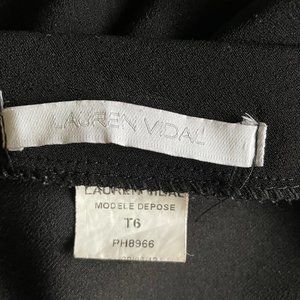 LAUREN VIDAL
LAUREN VIDAL
MODELE DEPOSE
T6
PH8966